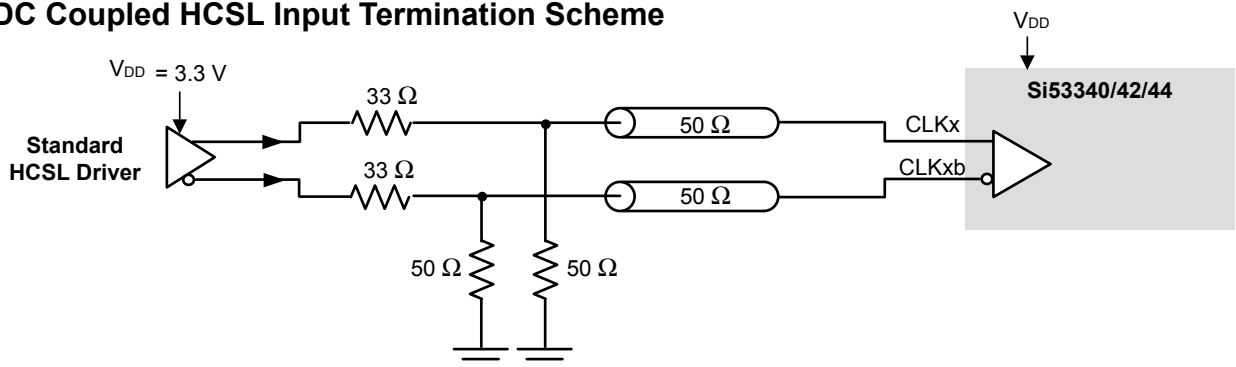 DC Coupled HCSL Input Termination Scheme
VDD
VDD = 3.3 V
Si53340/42/44
33 Ω
Standard
HCSL Driver
50 Ω
CLKx
33 Ω
CLKxb
50 Ω
50 Ω
50 Ω